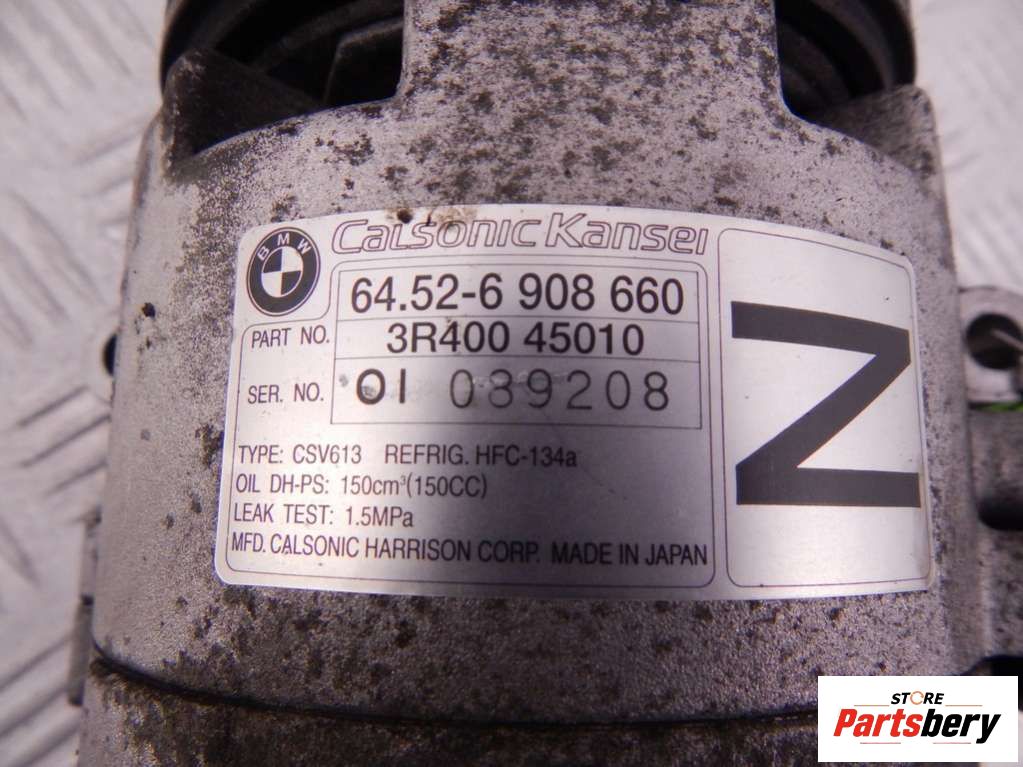 BMW
Calsonic Kansei
64.52-6 908 660
PART NO. 3R400 45010
SER. NO. 01 089208
TYPE: CSV613 REFRIG. HFC-134a
OIL DH-PS: 150cm³(150CC)
LEAK TEST: 1.5MPa
MFD. CALSONIC HARRISON CORP. MADE IN JAPAN
Z
STORE
Partsbery